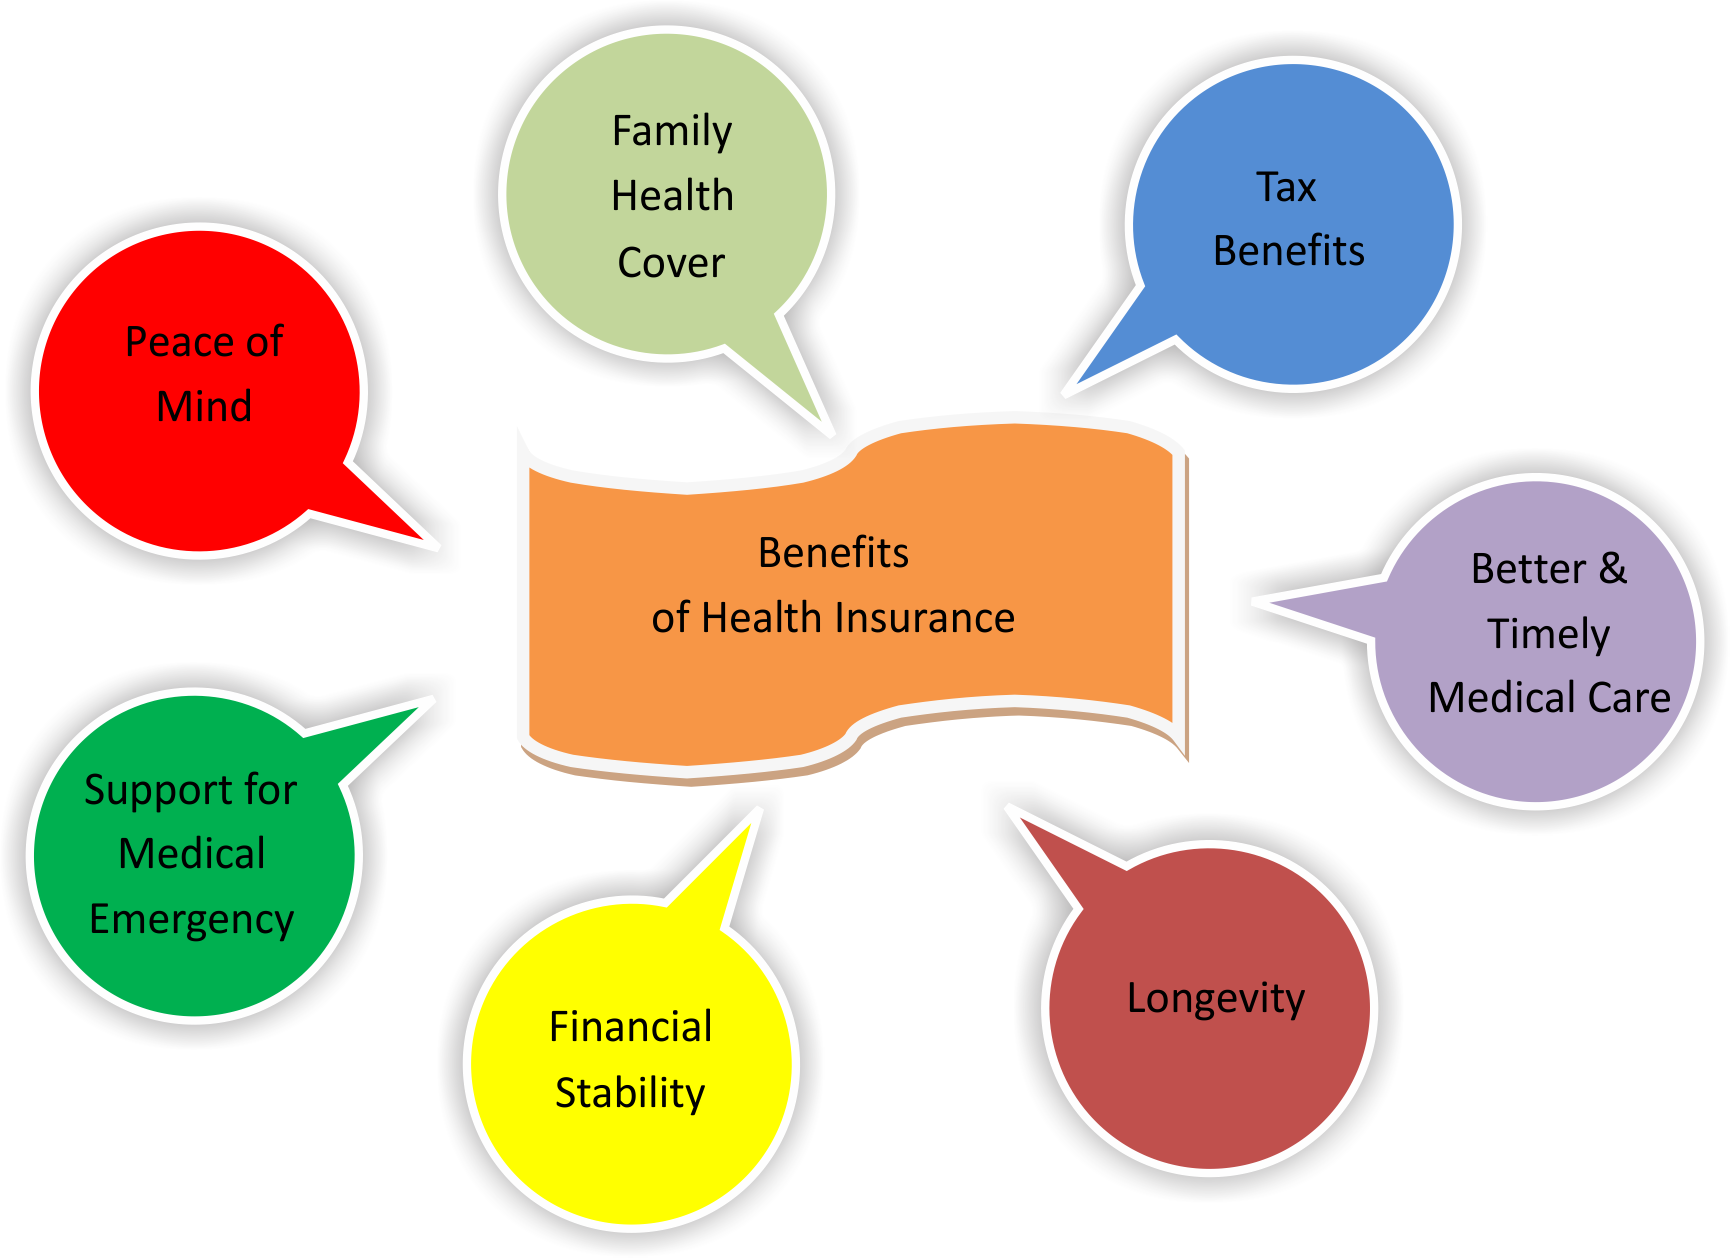 Family
Health
Cover
Tax
Benefits
Peace of
Mind
Benefits
of Health Insurance
Better &
Timely
Medical Care
Support for
Medical
Emergency
Financial
Stability
Longevity